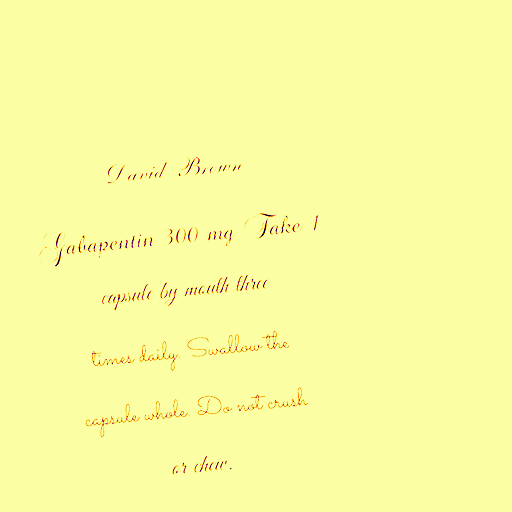 David Brown
Gabapentin 300 mg Take 1
capsule by mouth three
times daily. Swallow the
capsule whole. Do not crush
or chew.